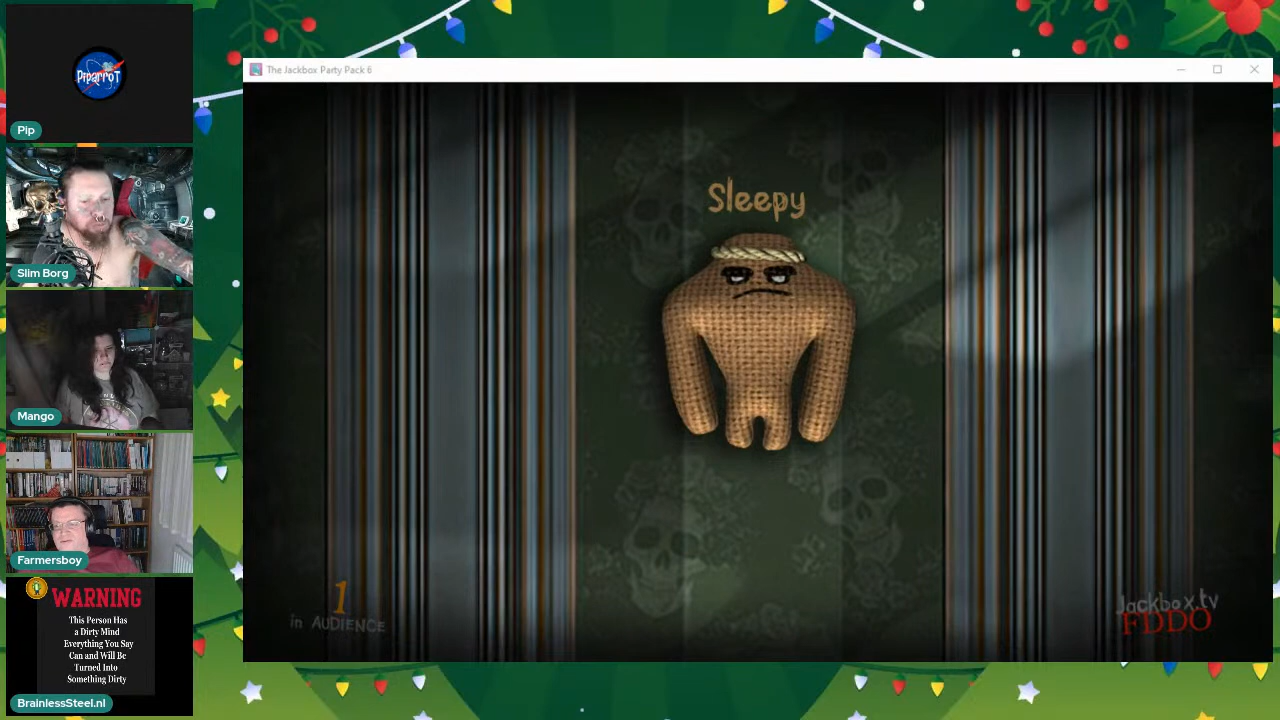 PiparroT
Pip
Slim Borg
Mango
Farmersboy
WARNING
This Person Has
a Dirty Mind
Everything You Say
Can and Will Be
Turned Into
Something Dirty
BrainlessSteel.nl
The Jackbox Party Pack 6
Sleepy
1
in AUDIENCE
Jackbox.tv
FDDO